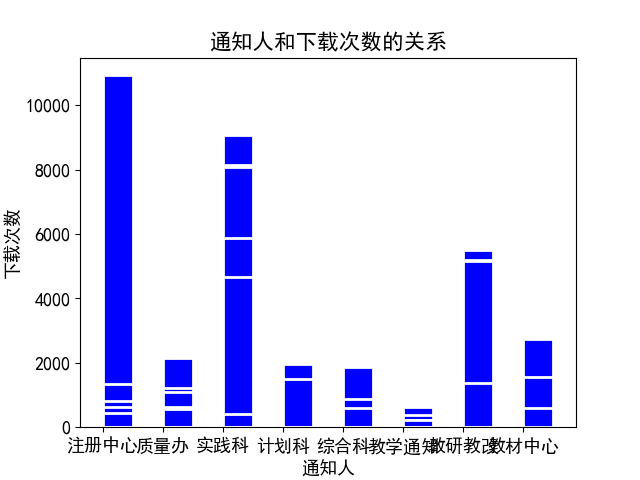 通知人和下载次数的关系
下载次数
10000
8000
6000
4000
2000
0
注册中心 质量办 实践科 计划科 综合科 教学通知 教研教改 教材中心
通知人